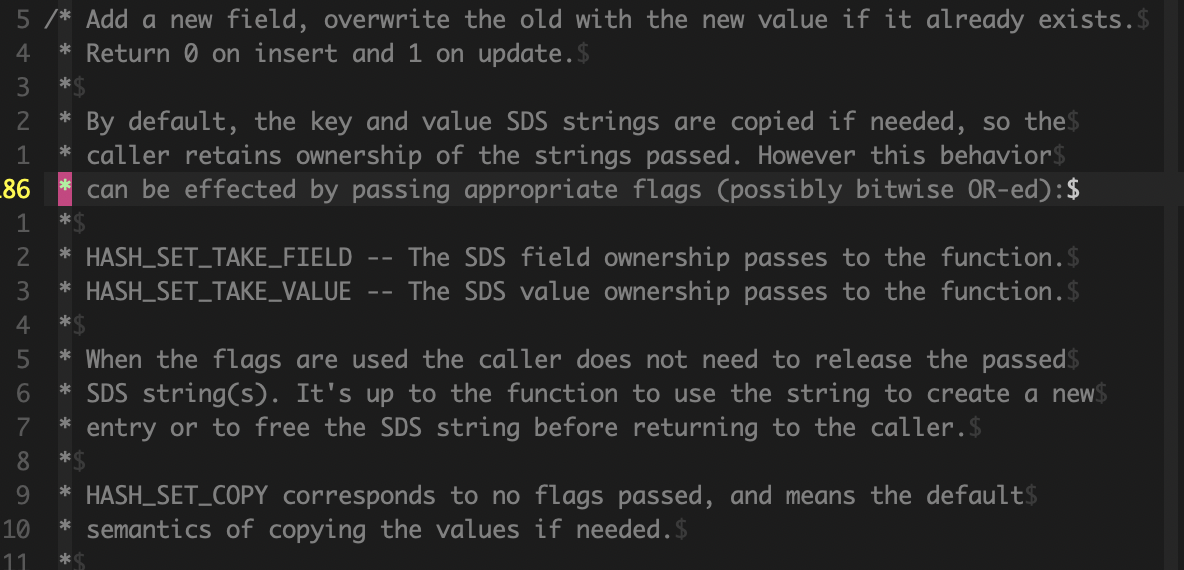 5 /* Add a new field, overwrite the old with the new value if it already exists.$
4  * Return 0 on insert and 1 on update.$
3  *$
2  * By default, the key and value SDS strings are copied if needed, so the$
1  * caller retains ownership of the strings passed. However this behavior$
86  * can be effected by passing appropriate flags (possibly bitwise OR-ed):$
1  *$
2  * HASH_SET_TAKE_FIELD -- The SDS field ownership passes to the function.$
3  * HASH_SET_TAKE_VALUE -- The SDS value ownership passes to the function.$
4  *$
5  * When the flags are used the caller does not need to release the passed$
6  * SDS string(s). It's up to the function to use the string to create a new$
7  * entry or to free the SDS string before returning to the caller.$
8  *$
9  * HASH_SET_COPY corresponds to no flags passed, and means the default$
10  * semantics of copying the values if needed.$
11  *$